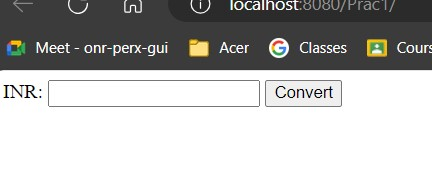 localhost:8080/Prac1/
Meet - onr-perx-gui Acer Classes Cours
INR: Convert